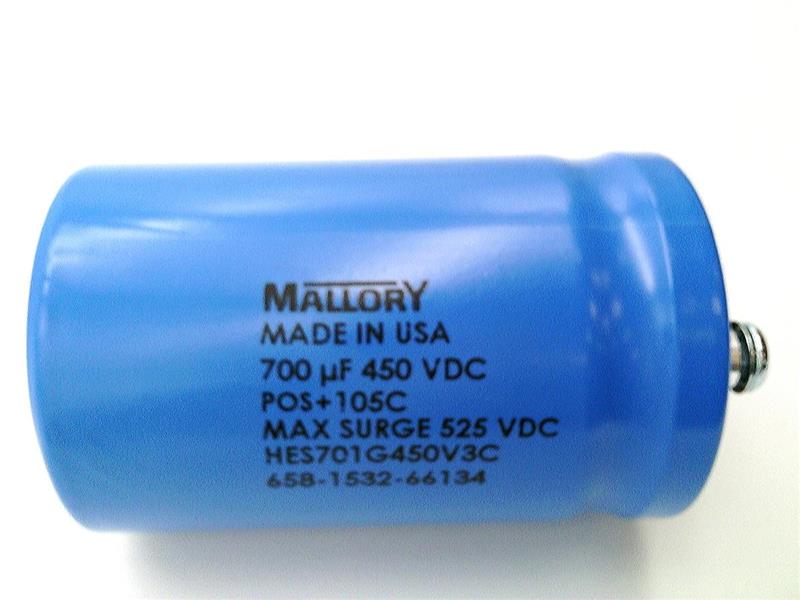 MALLORY
MADE IN USA
700 µF 450 VDC
POS+105C
MAX SURGE 525 VDC
HES701G450V3C
658-1532-66134